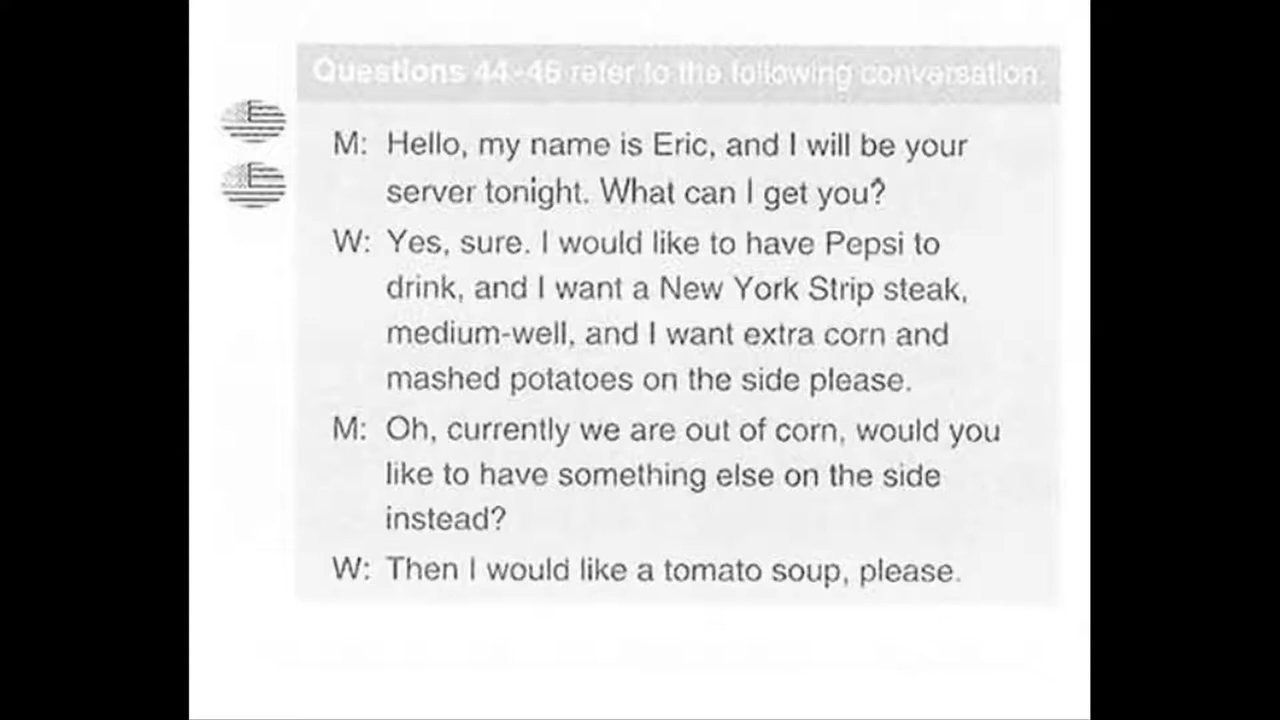 Questions 44-46 refer to the following conversation
M: Hello, my name is Eric, and I will be your
server tonight. What can I get you?
W: Yes, sure. I would like to have Pepsi to
drink, and I want a New York Strip steak,
medium-well, and I want extra corn and
mashed potatoes on the side please.
M: Oh, currently we are out of corn, would you
like to have something else on the side
instead?
W: Then I would like a tomato soup, please.